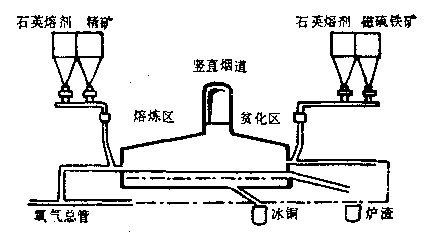 石英熔剂 精矿
石英熔剂 磁硫铁矿
竖直烟道
熔炼区
贫化区
氧气总管
冰铜
炉渣